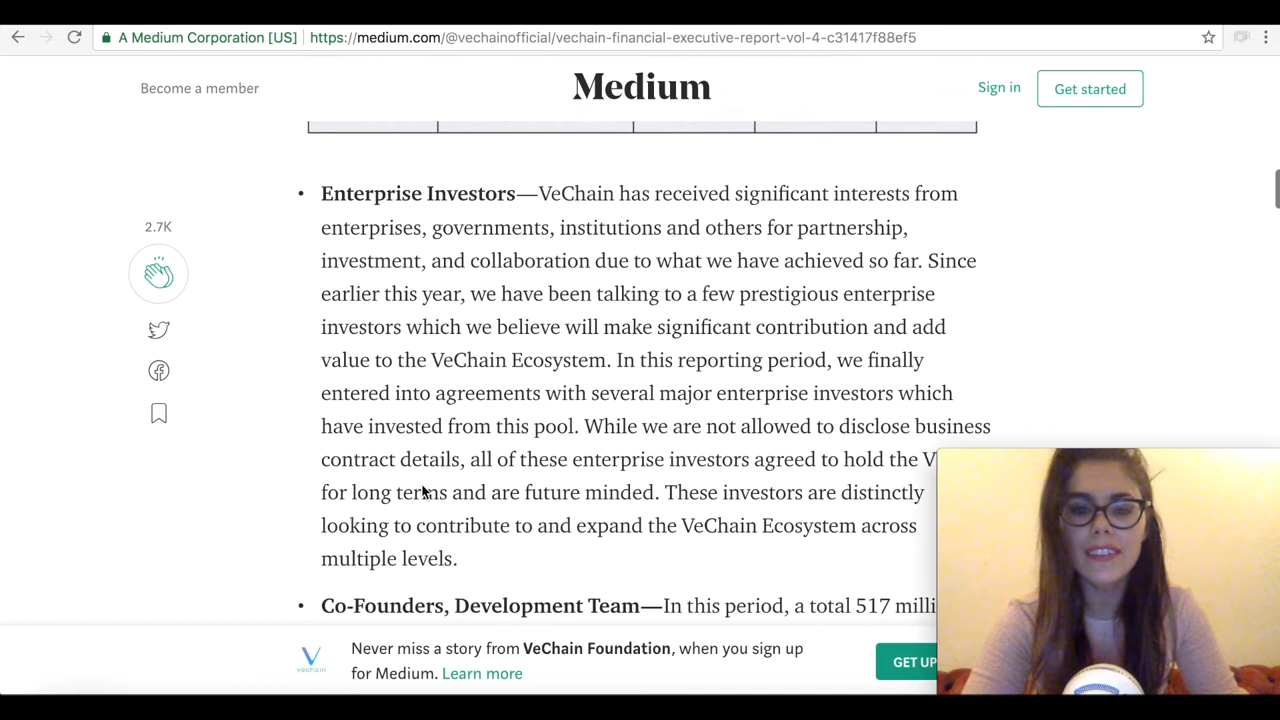 A Medium Corporation [US] https://medium.com/@vechainofficial/vechain-financial-executive-report-vol-4-c31417f88ef5
Become a member
Medium
Sign in
Get started
• Enterprise Investors—VeChain has received significant interests from
enterprises, governments, institutions and others for partnership,
2.7K
investment, and collaboration due to what we have achieved so far. Since
earlier this year, we have been talking to a few prestigious enterprise
investors which we believe will make significant contribution and add
value to the VeChain Ecosystem. In this reporting period, we finally
entered into agreements with several major enterprise investors which
have invested from this pool. While we are not allowed to disclose business
contract details, all of these enterprise investors agreed to hold the V
for long terms and are future minded. These investors are distinctly
looking to contribute to and expand the VeChain Ecosystem across
multiple levels.
• Co-Founders, Development Team—In this period, a total 517 milli
vechain
Never miss a story from VeChain Foundation, when you sign up
for Medium. Learn more
GET UP